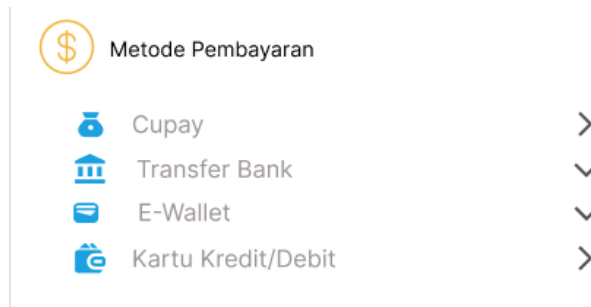 Metode Pembayaran
Cupay
Transfer Bank
E-Wallet
Kartu Kredit/Debit